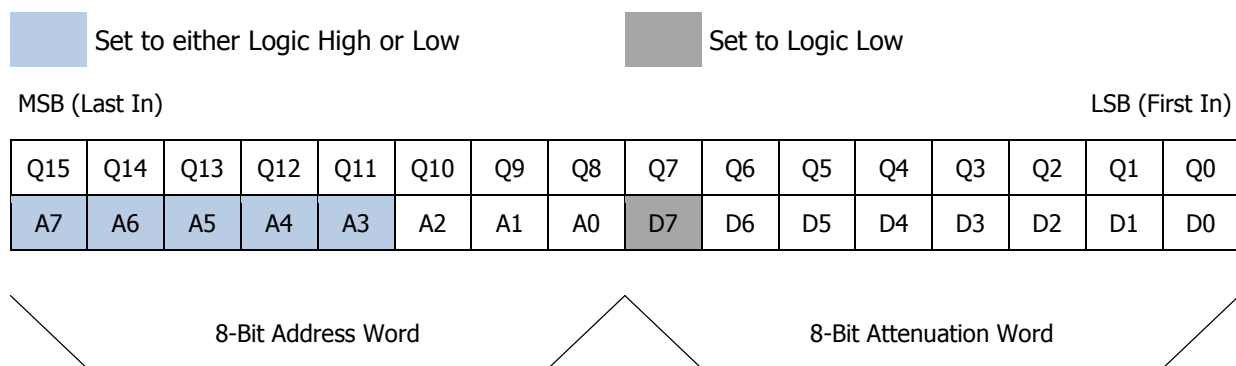 Set to either Logic High or Low Set to Logic Low
MSB (Last In) LSB (First In)
Q15 Q14 Q13 Q12 Q11 Q10 Q9 Q8 Q7 Q6 Q5 Q4 Q3 Q2 Q1 Q0
A7 A6 A5 A4 A3 A2 A1 A0 D7 D6 D5 D4 D3 D2 D1 D0
8-Bit Address Word 8-Bit Attenuation Word